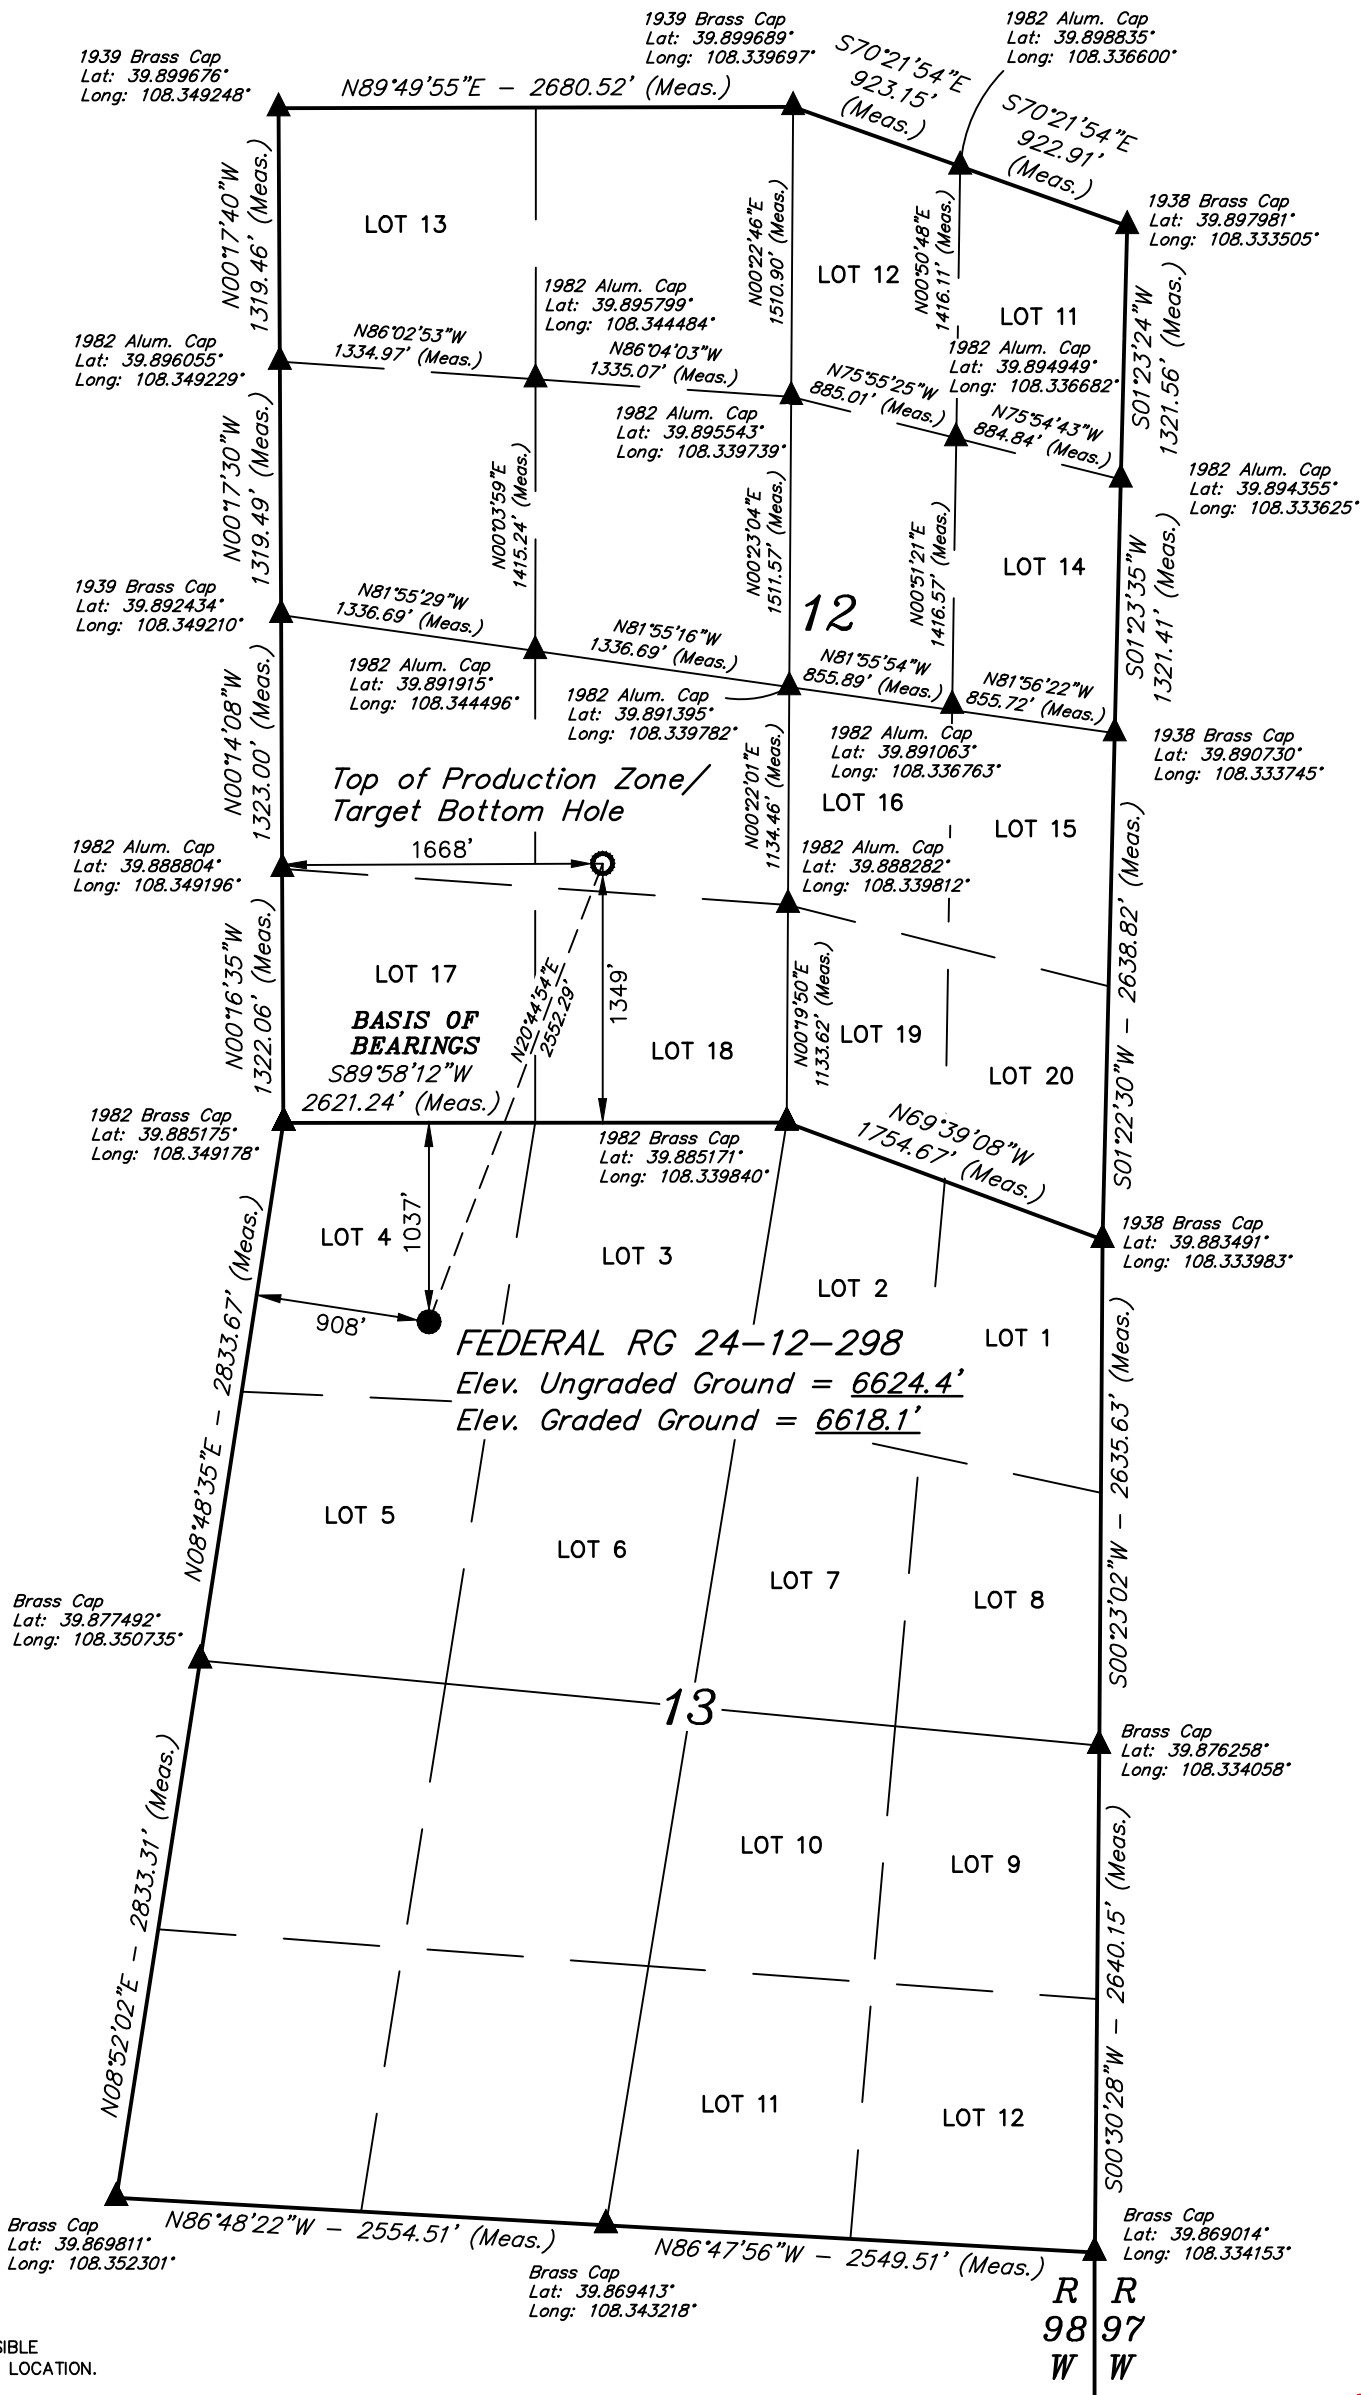 1939 Brass Cap
Lat: 39.899676°
Long: 108.349248°
N89°49'55"E - 2680.52' (Meas.)
1939 Brass Cap
Lat: 39.899689°
Long: 108.339697°
S70°21'54"E
923.15'
(Meas.)
1982 Alum. Cap
Lat: 39.898835°
Long: 108.336600°
S70°21'54"E
922.91'
(Meas.)
1938 Brass Cap
Lat: 39.897981°
Long: 108.333505°
N00°17'40"W
1319.46' (Meas.)
LOT 13
N00°22'46"E
1510.90' (Meas.)
LOT 12
N00°50'48"E
1416.11' (Meas.)
LOT 11
S01°23'24"W
1321.56' (Meas.)
1982 Alum. Cap
Lat: 39.895799°
Long: 108.344484°
1982 Alum. Cap
Lat: 39.896055°
Long: 108.349229°
N86°02'53"W
1334.97' (Meas.)
N86°04'03"W
1335.07' (Meas.)
1982 Alum. Cap
Lat: 39.894949°
Long: 108.336682°
N75°55'25"W
885.01' (Meas.)
N75°54'43"W
884.84' (Meas.)
1982 Alum. Cap
Lat: 39.895543°
Long: 108.339739°
1982 Alum. Cap
Lat: 39.894355°
Long: 108.333625°
N00°17'30"W
1319.49' (Meas.)
N00°03'59"E
1415.24' (Meas.)
N00°23'04"E
1511.57' (Meas.)
N00°51'21"E
1416.57' (Meas.)
LOT 14
S01°23'35"W
1321.41' (Meas.)
1939 Brass Cap
Lat: 39.892434°
Long: 108.349210°
N81°55'29"W
1336.69' (Meas.)
N81°55'16"W
1336.69' (Meas.)
12
N81°55'54"W
855.89' (Meas.)
N81°56'22"W
855.72' (Meas.)
1982 Alum. Cap
Lat: 39.891915°
Long: 108.344496°
1982 Alum. Cap
Lat: 39.891395°
Long: 108.339782°
1982 Alum. Cap
Lat: 39.891063°
Long: 108.336763°
1938 Brass Cap
Lat: 39.890730°
Long: 108.333745°
N00°14'08"W
1323.00' (Meas.)
Top of Production Zone/
Target Bottom Hole
N00°22'01"E
1134.46' (Meas.)
LOT 16
LOT 15
S01°22'30"W - 2638.82' (Meas.)
1982 Alum. Cap
Lat: 39.888804°
Long: 108.349196°
1668'
1982 Alum. Cap
Lat: 39.888282°
Long: 108.339812°
N00°16'35"W
1322.06' (Meas.)
LOT 17
BASIS OF
BEARINGS
S89°58'12"W
2621.24' (Meas.)
N20°44'54"E
2552.29'
1349'
LOT 18
N00°19'50"E
1133.62' (Meas.)
LOT 19
LOT 20
1982 Brass Cap
Lat: 39.885175°
Long: 108.349178°
1982 Brass Cap
Lat: 39.885171°
Long: 108.339840°
N69°39'08"W
1754.67' (Meas.)
1938 Brass Cap
Lat: 39.883491°
Long: 108.333983°
N08°48'35"E - 2833.67' (Meas.)
LOT 4
1037'
LOT 3
LOT 2
LOT 1
908'
FEDERAL RG 24-12-298
Elev. Ungraded Ground = 6624.4'
Elev. Graded Ground = 6618.1'
S00°23'02"W - 2635.63' (Meas.)
LOT 5
LOT 6
LOT 7
LOT 8
Brass Cap
Lat: 39.877492°
Long: 108.350735°
13
Brass Cap
Lat: 39.876258°
Long: 108.334058°
N08°52'02"E - 2833.31' (Meas.)
LOT 10
LOT 9
S00°30'28"W - 2640.15' (Meas.)
LOT 11
LOT 12
Brass Cap
Lat: 39.869811°
Long: 108.352301°
N86°48'22"W - 2554.51' (Meas.)
Brass Cap
Lat: 39.869413°
Long: 108.343218°
N86°47'56"W - 2549.51' (Meas.)
Brass Cap
Lat: 39.869014°
Long: 108.334153°
R R
98 97
W W
SIBLE
LOCATION.